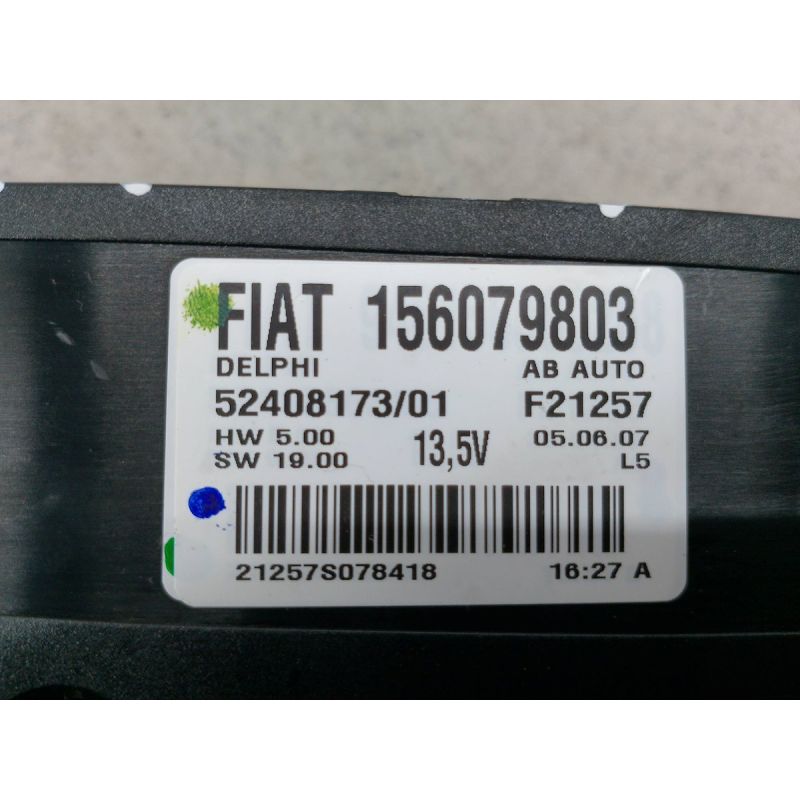 FIAT 156079803
DELPHI AB AUTO
52408173/01 F21257
HW 5.00 13,5V 05.06.07
SW 19.00 L5
21257S078418 16:27 A